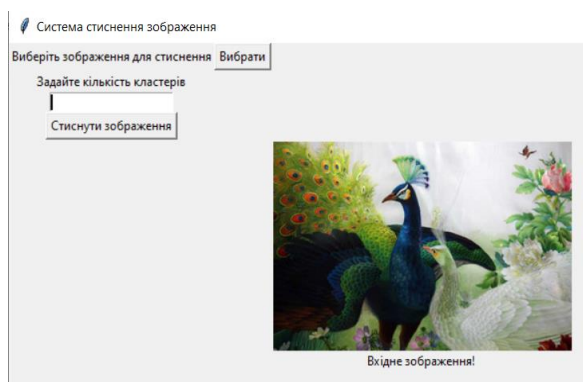 Система стиснення зображення
Виберіть зображення для стиснення Вибрати
Задайте кількість кластерів
Стиснути зображення
Вхідне зображення!